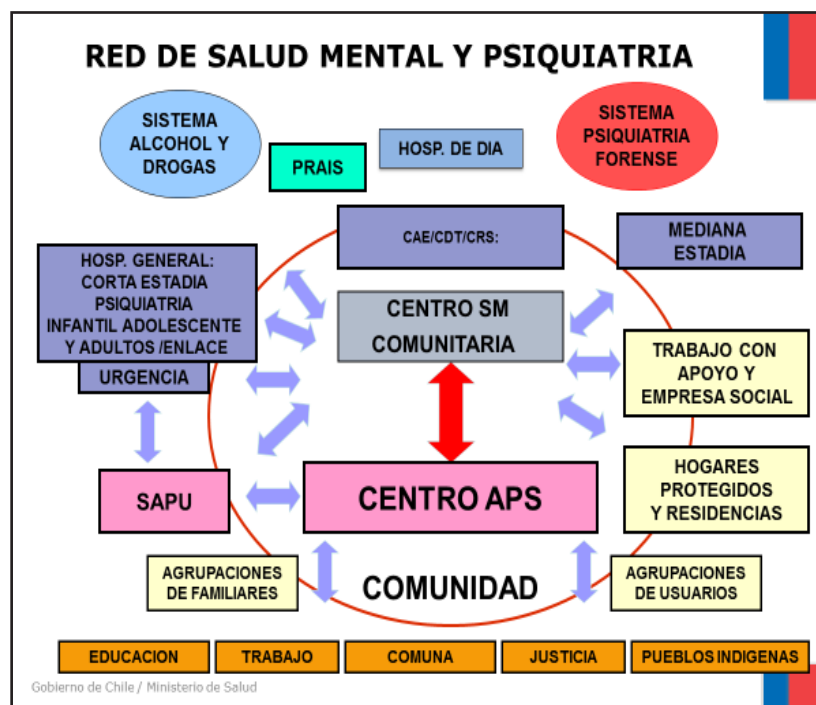 RED DE SALUD MENTAL Y PSIQUIATRIA
SISTEMA
ALCOHOL Y
DROGAS
PRAIS
HOSP. DE DIA
SISTEMA
PSIQUIATRIA
FORENSE
CAE/CDT/CRS:
MEDIANA
ESTADIA
HOSP. GENERAL:
CORTA ESTADIA
PSIQUIATRIA
INFANTIL ADOLESCENTE
Y ADULTOS /ENLACE
URGENCIA
CENTRO SM
COMUNITARIA
TRABAJO CON
APOYO Y
EMPRESA SOCIAL
SAPU
CENTRO APS
HOGARES
PROTEGIDOS
Y RESIDENCIAS
AGRUPACIONES
DE FAMILIARES
COMUNIDAD
AGRUPACIONES
DE USUARIOS
EDUCACION
TRABAJO
COMUNA
JUSTICIA
PUEBLOS INDIGENAS
Gobierno de Chile / Ministerio de Salud